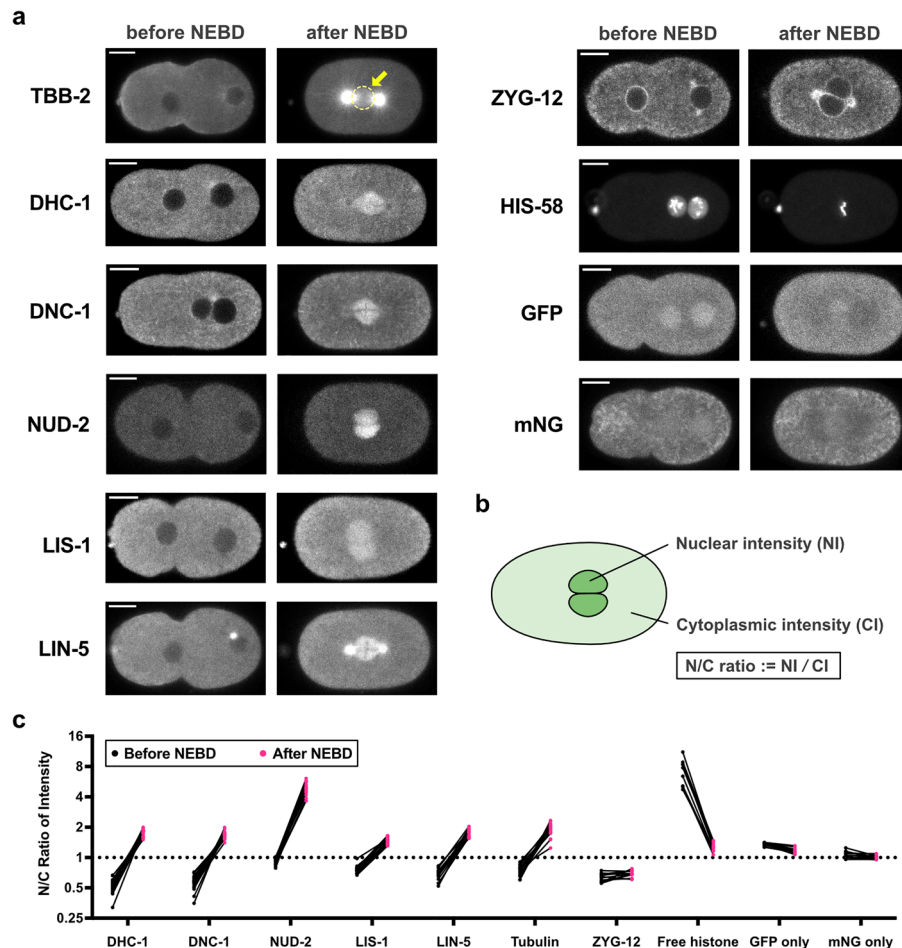 a
before NEBD after NEBD
TBB-2
DHC-1
DNC-1
NUD-2
LIS-1
LIN-5
before NEBD after NEBD
ZYG-12
HIS-58
GFP
mNG
b
Nuclear intensity (NI)
Cytoplasmic intensity (CI)
N/C ratio := NI / CI
c
Before NEBD After NEBD
N/C Ratio of Intensity
16
8
4
2
1
0.5
0.25
DHC-1 DNC-1 NUD-2 LIS-1 LIN-5 Tubulin ZYG-12 Free histone GFP only mNG only